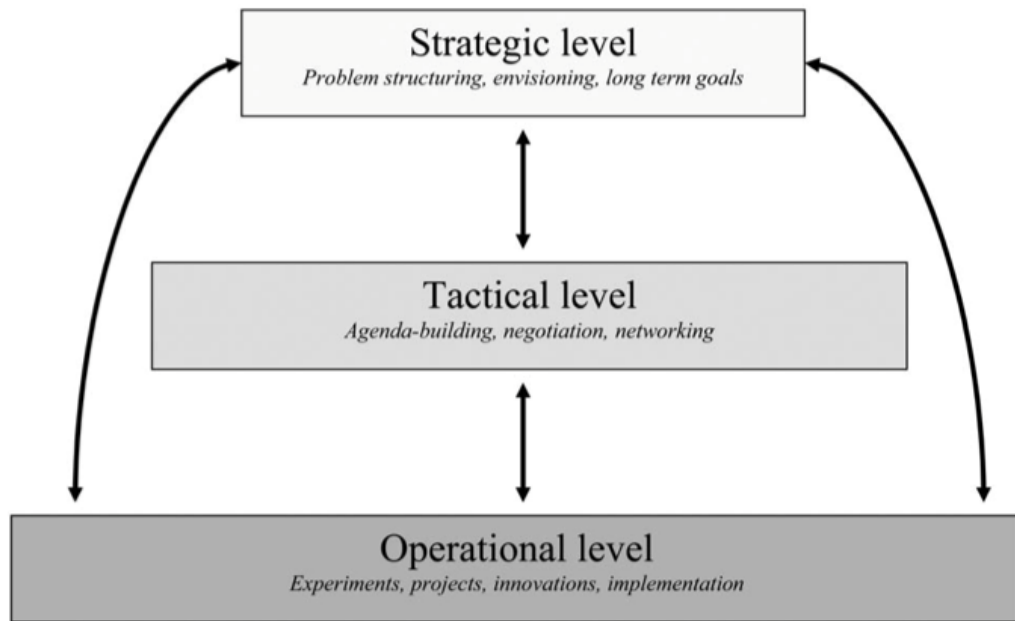 Strategic level
Problem structuring, envisioning, long term goals
Tactical level
Agenda-building, negotiation, networking
Operational level
Experiments, projects, innovations, implementation